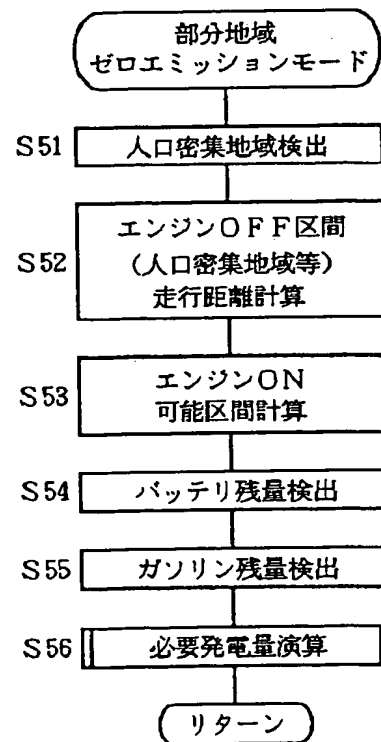 部分地域
ゼロエミッションモード
S51 人口密集地域検出
エンジンOFF区間
S52 (人口密集地域等)
走行距離計算
エンジンON
S53 可能区間計算
S54 バッテリ残量検出
S55 ガソリン残量検出
S56 必要発電量演算
リターン